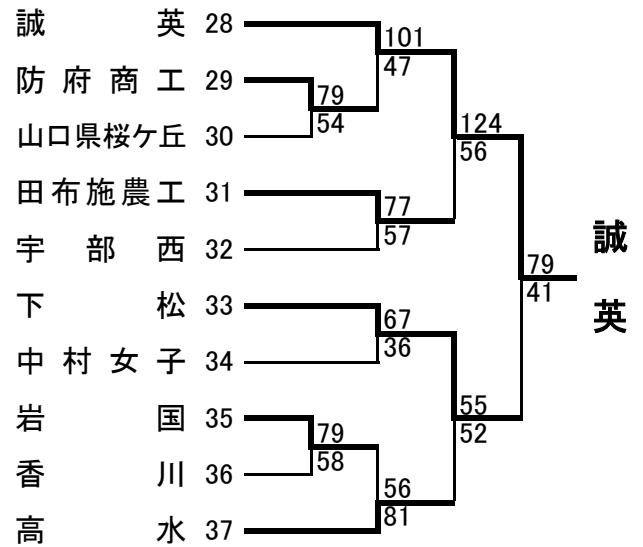 誠英 28
101
47
防府商工 29
79
54
山口県桜ケ丘 30
124
56
田布施農工 31
77
57
宇部西 32
誠英
79
41
下松 33
67
36
中村女子 34
岩国 35
55
52
79
58
香川 36
56
81
高水 37